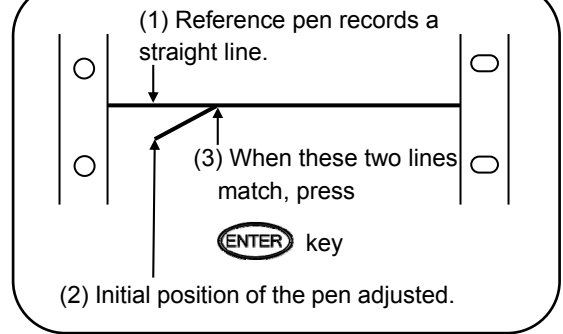 (1) Reference pen records a
straight line.
(3) When these two lines
match, press
ENTER key
(2) Initial position of the pen adjusted.